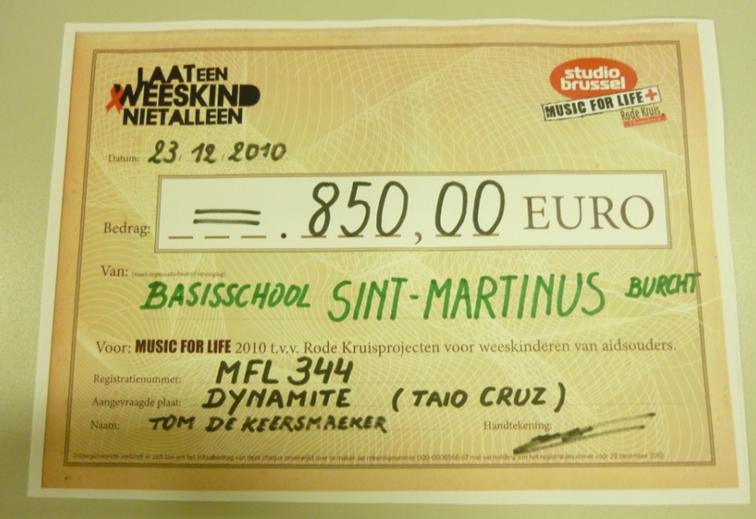 LAAT EEN
WEESKIND
NIET ALLEEN
studio
brussel
MUSIC FOR LIFE +
Rode Kruis
Datum: 23/12/2010
Bedrag: = . 850,00 EURO
Van:
BASISSCHOOL SINT-MARTINUS BURCHT
Voor: MUSIC FOR LIFE 2010 t.v.v. Rode Kruisprojecten voor weeskinderen van aidsouders.
Registratienummer: MFL 344
Aangevraagde plaat: DYNAMITE (TAIO CRUZ)
Naam: TOM DE KEERSMAEKER Handtekening: